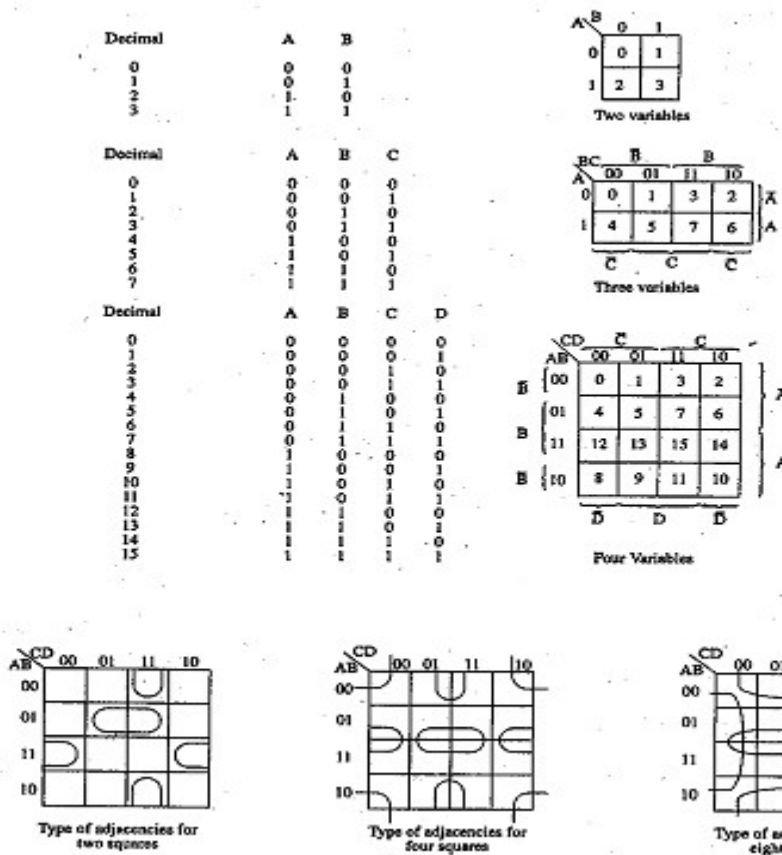 Decimal A B
0 0 0
1 0 1
2 1 0
3 1 1
A B 0 1
0 0 1
1 2 3
Two variables
Decimal A B C
0 0 0 0
1 0 0 1
2 0 1 0
3 0 1 1
4 1 0 0
5 1 0 1
6 1 1 0
7 1 1 1
B̄ B
BC 00 01 11 10
A
0 0 1 3 2 Ā
1 4 5 7 6 A
C̄ C C̄
Three variables
Decimal A B C D
0 0 0 0 0
1 0 0 0 1
2 0 0 1 0
3 0 0 1 1
4 0 1 0 0
5 0 1 0 1
6 0 1 1 0
7 0 1 1 1
8 1 0 0 0
9 1 0 0 1
10 1 0 1 0
11 1 0 1 1
12 1 1 0 0
13 1 1 0 1
14 1 1 1 0
15 1 1 1 1
C̄ C
CD 00 01 11 10
AB
B̄ 00 0 1 3 2
01 4 5 7 6
B
11 12 13 15 14
B 10 8 9 11 10
D̄ D D̄
Four Variables
CD 00 01 11 10
AB
00
01
11
10
Type of adjacencies for
two squares
CD 00 01 11 10
AB
00
01
11
10
Type of adjacencies for
four squares
CD 00
AB
00
01
11
10
Type of